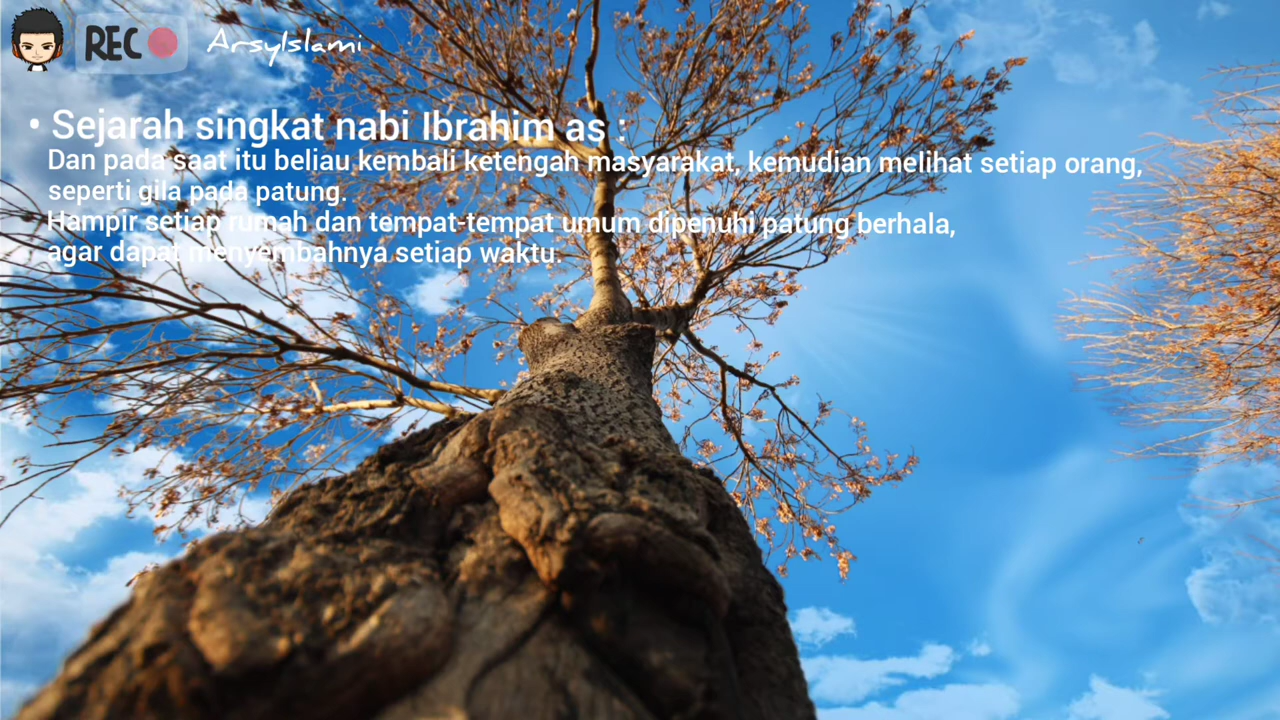 REC ArsyIslami
• Sejarah singkat nabi Ibrahim as :
Dan pada saat itu beliau kembali ketengah masyarakat, kemudian melihat setiap orang,
seperti gila pada patung.
Hampir setiap rumah dan tempat-tempat umum dipenuhi patung berhala,
agar dapat menyembahnya setiap waktu.